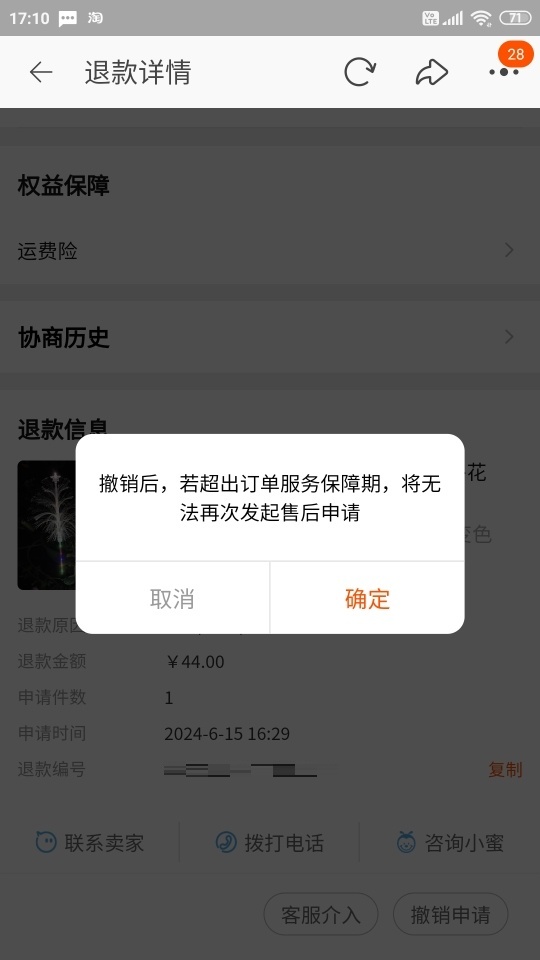 17:10 淘 Vo LTE 71
退款详情
28
权益保障
运费险
协商历史
退款信息
花
撤销后，若超出订单服务保障期，将无
法再次发起售后申请
变色
取消 确定
退款原因
退款金额 ￥44.00
申请件数 1
申请时间 2024-6-15 16:29
退款编号 复制
联系卖家 拨打电话 咨询小蜜
客服介入 撤销申请